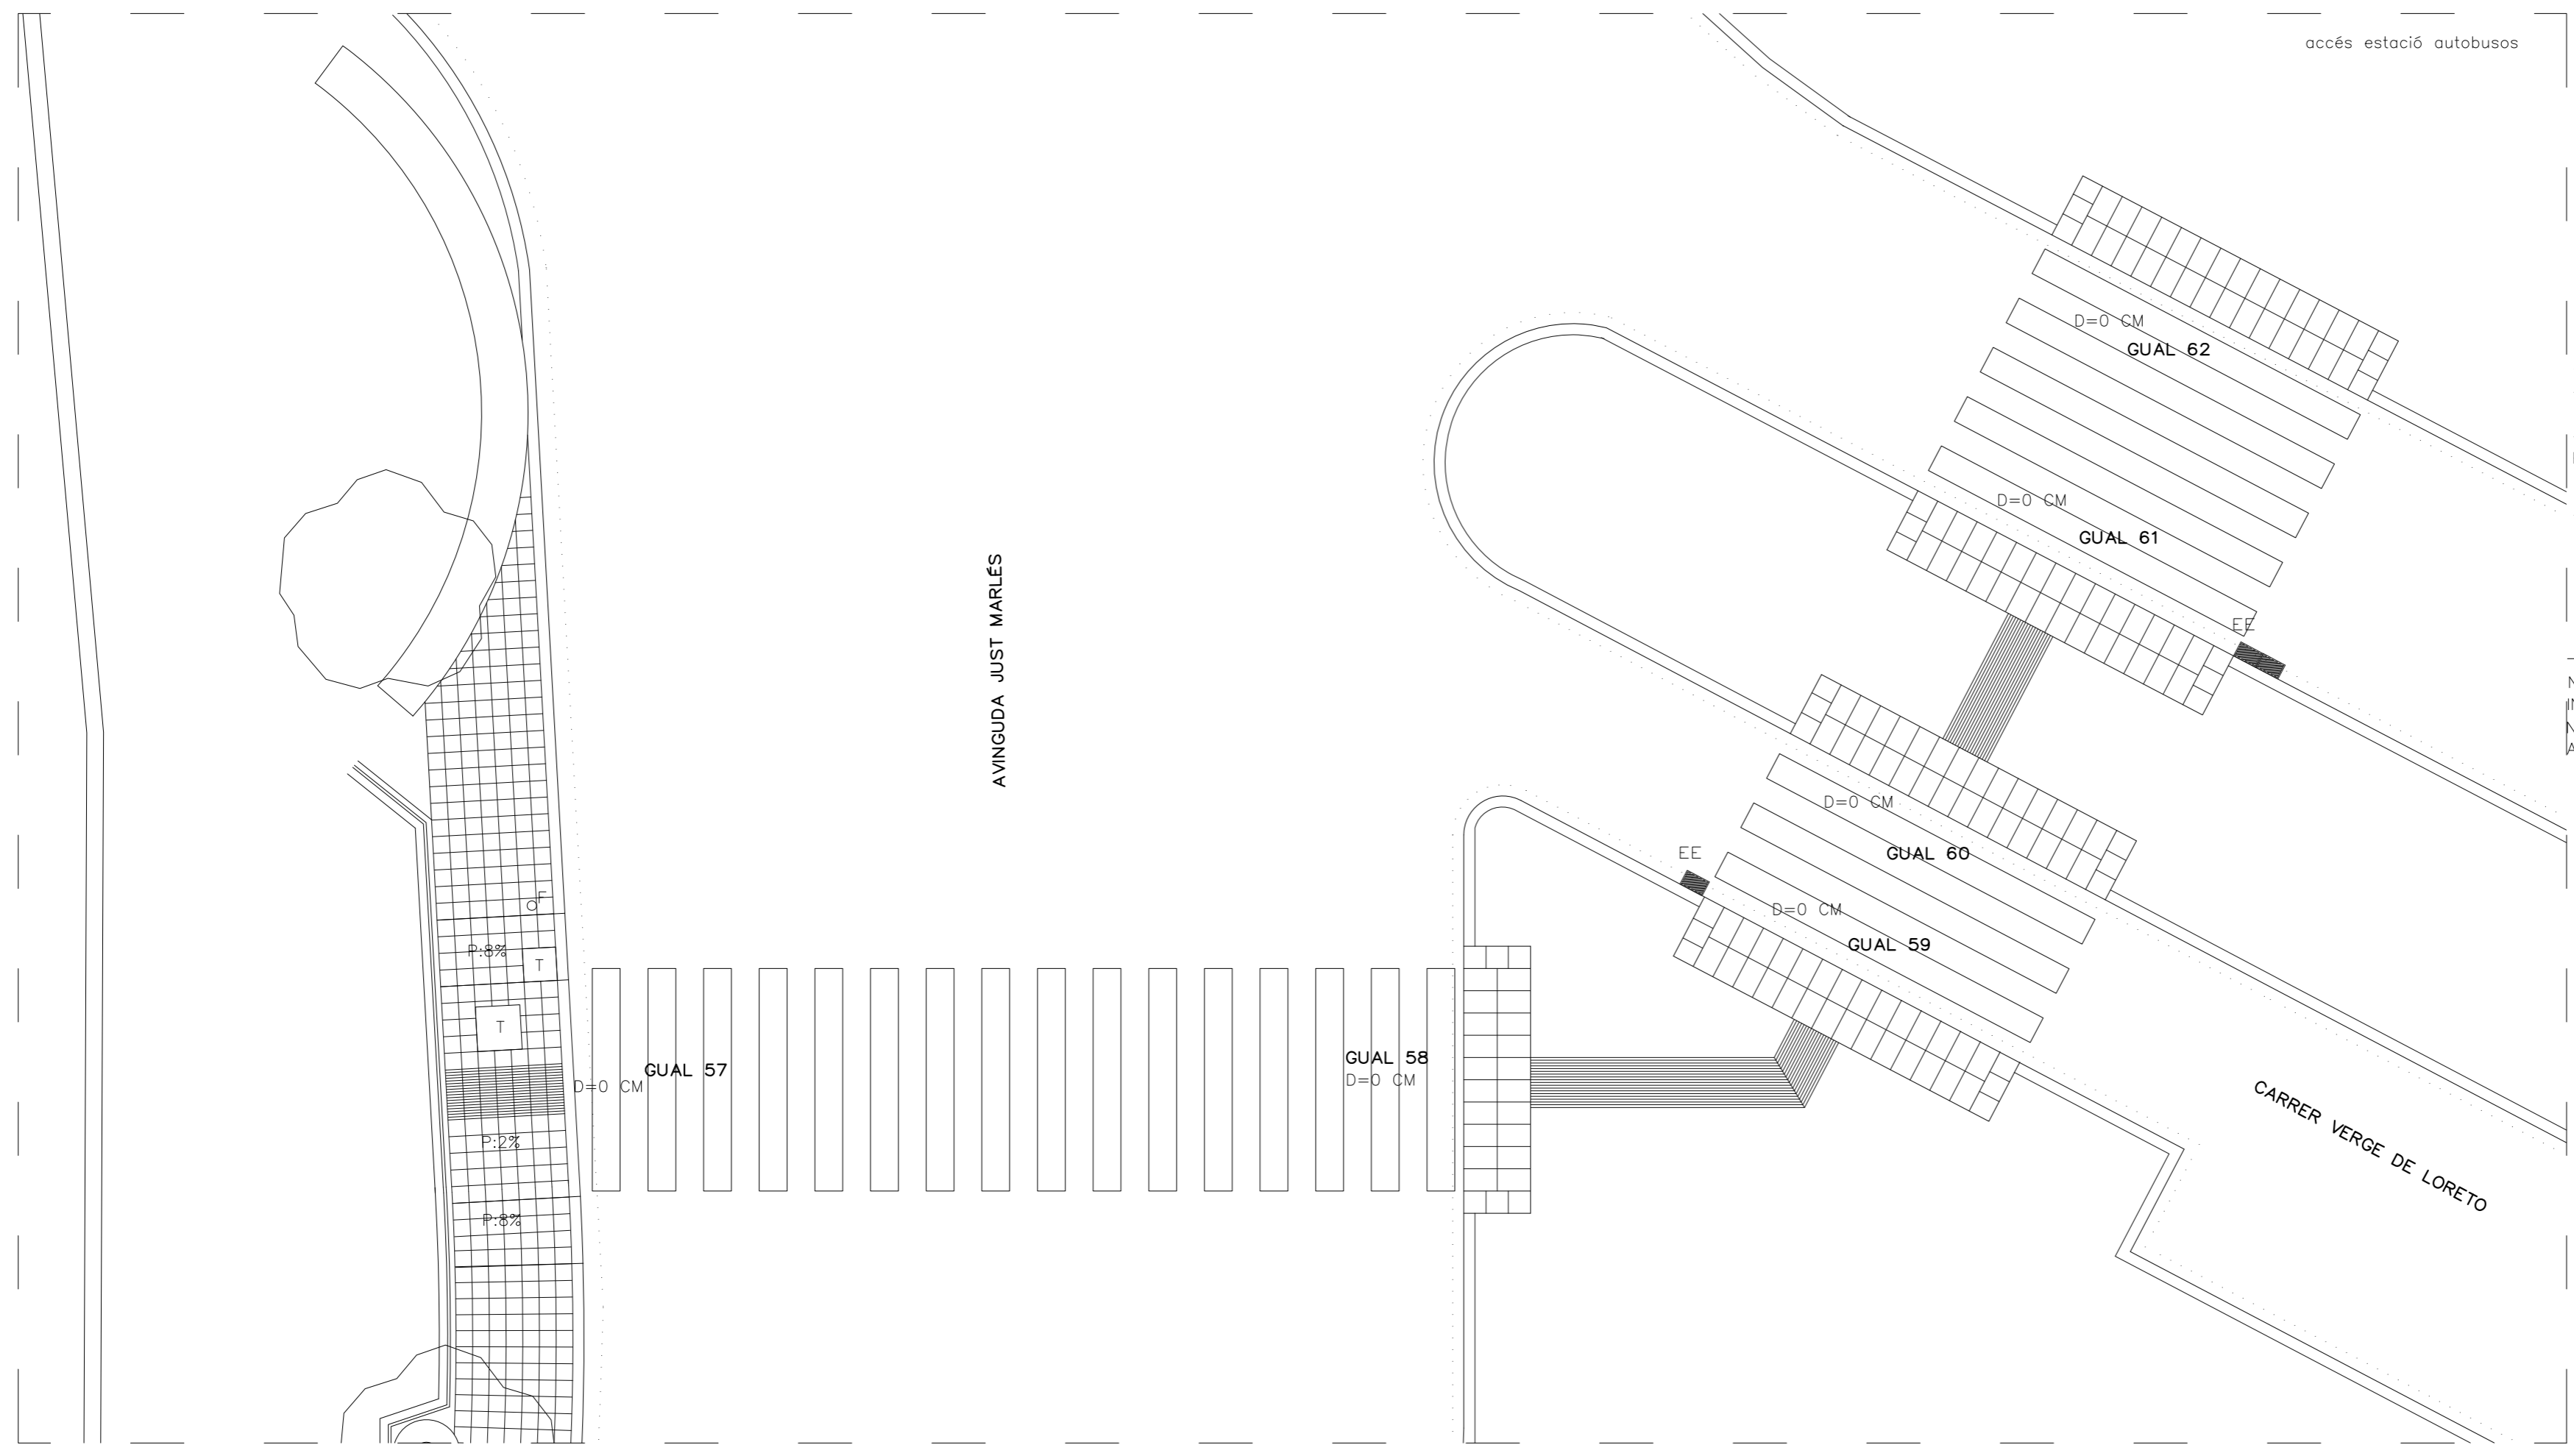 accés estació autobusos
D=0 CM
GUAL 62
D=0 CM
GUAL 61
EE
AVINGUDA JUST MARLÉS
D=0 CM
GUAL 60
EE
D=0 CM
GUAL 59
F
P:8%
T
T
GUAL 57
D=0 CM
GUAL 58
D=0 CM
P:2%
P:8%
CARRER VERGE DE LORETO